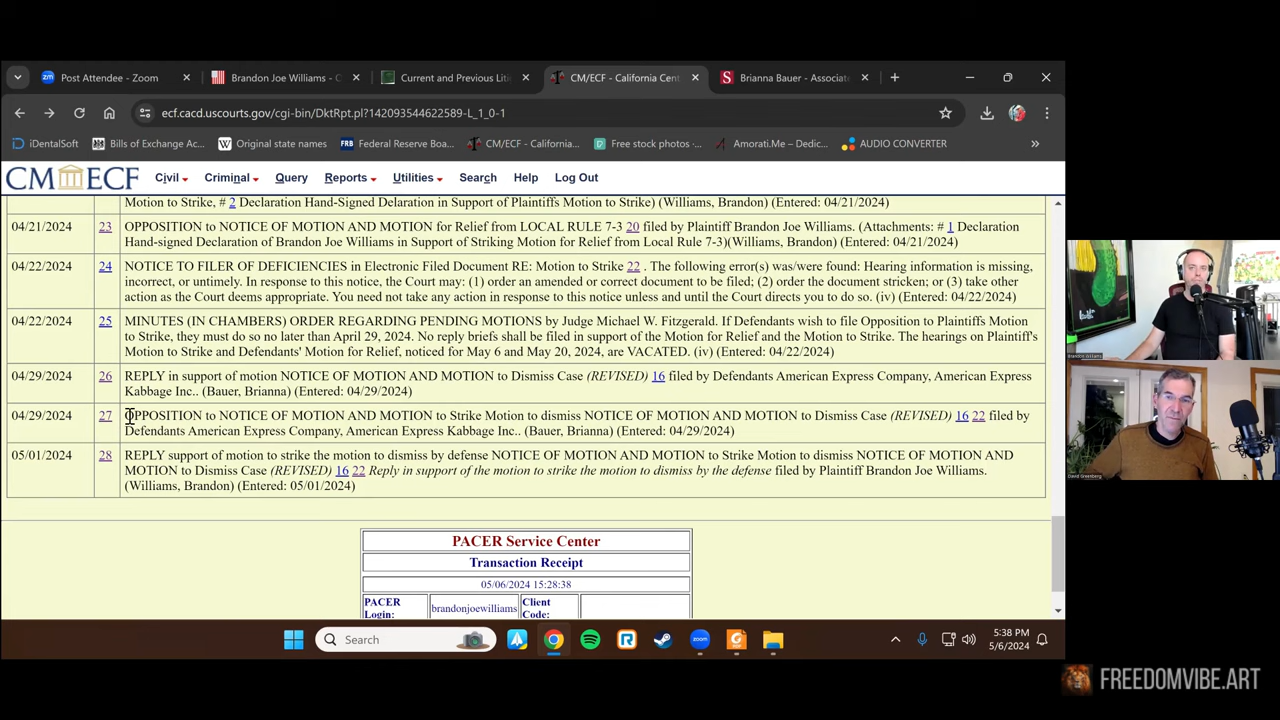 Post Attendee - Zoom
Brandon Joe Williams - C
Current and Previous Liti
CM/ECF - California Cent
Brianna Bauer - Associat
ecf.cacd.uscourts.gov/cgi-bin/DktRpt.pl?142093544622589-L_1_0-1
iDentalSoft
Bills of Exchange Ac...
Original state names
Federal Reserve Boa...
CM/ECF - California...
Free stock photos -...
Amorati.Me – Dedic...
AUDIO CONVERTER
CM ECF
Civil Criminal Query Reports Utilities Search Help Log Out
Motion to Strike, # 2 Declaration Hand-Signed Delaration in Support of Plaintiffs Motion to Strike) (Williams, Brandon) (Entered: 04/21/2024)
04/21/2024 23 OPPOSITION to NOTICE OF MOTION AND MOTION for Relief from LOCAL RULE 7-3 20 filed by Plaintiff Brandon Joe Williams. (Attachments: # 1 Declaration
Hand-signed Declaration of Brandon Joe Williams in Support of Striking Motion for Relief from Local Rule 7-3)(Williams, Brandon) (Entered: 04/21/2024)
04/22/2024 24 NOTICE TO FILER OF DEFICIENCIES in Electronic Filed Document RE: Motion to Strike 22 . The following error(s) was/were found: Hearing information is missing,
incorrect, or untimely. In response to this notice, the Court may: (1) order an amended or correct document to be filed; (2) order the document stricken; or (3) take other
action as the Court deems appropriate. You need not take any action in response to this notice unless and until the Court directs you to do so. (iv) (Entered: 04/22/2024)
04/22/2024 25 MINUTES (IN CHAMBERS) ORDER REGARDING PENDING MOTIONS by Judge Michael W. Fitzgerald. If Defendants wish to file Opposition to Plaintiffs Motion
to Strike, they must do so no later than April 29, 2024. No reply briefs shall be filed in support of the Motion for Relief and the Motion to Strike. The hearings on Plaintiff's
Motion to Strike and Defendants' Motion for Relief, noticed for May 6 and May 20, 2024, are VACATED. (iv) (Entered: 04/22/2024)
04/29/2024 26 REPLY in support of motion NOTICE OF MOTION AND MOTION to Dismiss Case (REVISED) 16 filed by Defendants American Express Company, American Express
Kabbage Inc.. (Bauer, Brianna) (Entered: 04/29/2024)
04/29/2024 27 OPPOSITION to NOTICE OF MOTION AND MOTION to Strike Motion to dismiss NOTICE OF MOTION AND MOTION to Dismiss Case (REVISED) 16 22 filed by
Defendants American Express Company, American Express Kabbage Inc.. (Bauer, Brianna) (Entered: 04/29/2024)
05/01/2024 28 REPLY support of motion to strike the motion to dismiss by defense NOTICE OF MOTION AND MOTION to Strike Motion to dismiss NOTICE OF MOTION AND
MOTION to Dismiss Case (REVISED) 16 22 Reply in support of the motion to strike the motion to dismiss by the defense filed by Plaintiff Brandon Joe Williams.
(Williams, Brandon) (Entered: 05/01/2024)
PACER Service Center
Transaction Receipt
05/06/2024 15:28:38
PACER Login: brandonjoewilliams Client Code:
Brandon Williams
David Greenberg
Search
5:38 PM
5/6/2024
FREEDOMVIBE.ART